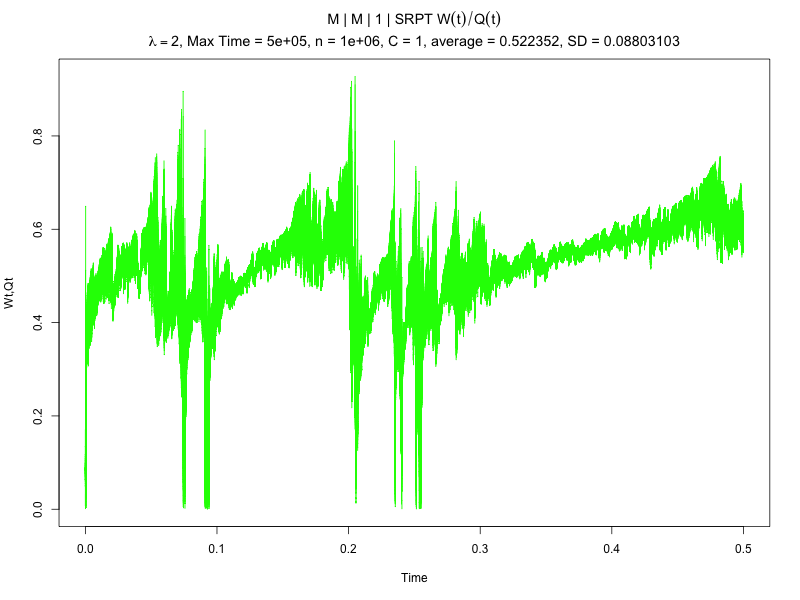 M | M | 1 | SRPT W(t)/Q(t)
λ = 2, Max Time = 5e+05, n = 1e+06, C = 1, average = 0.522352, SD = 0.08803103
0.8
0.6
0.4
0.2
0.0
Wt,Qt
0.0 0.1 0.2 0.3 0.4 0.5
Time